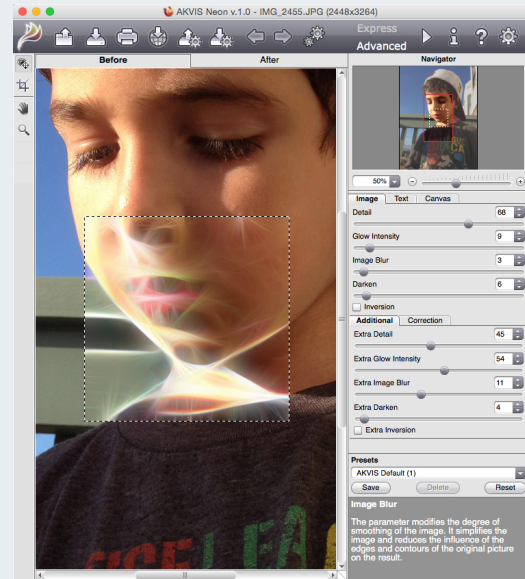 AKVIS Neon v.1.0 - IMG_2455.JPG (2448x3264)
Express
Advanced
Before
After
Navigator
50%
Image Text Canvas
Detail 68
Glow Intensity 9
Image Blur 3
Darken 6
Inversion
Additional Correction
Extra Detail 45
Extra Glow Intensity 54
Extra Image Blur 11
Extra Darken 4
Extra Inversion
Presets
AKVIS Default (1)
Save Delete Reset
Image Blur
The parameter modifies the degree of
smoothing of the image. It simplifies the
image and reduces the influence of the
edges and contours of the original picture
on the result.